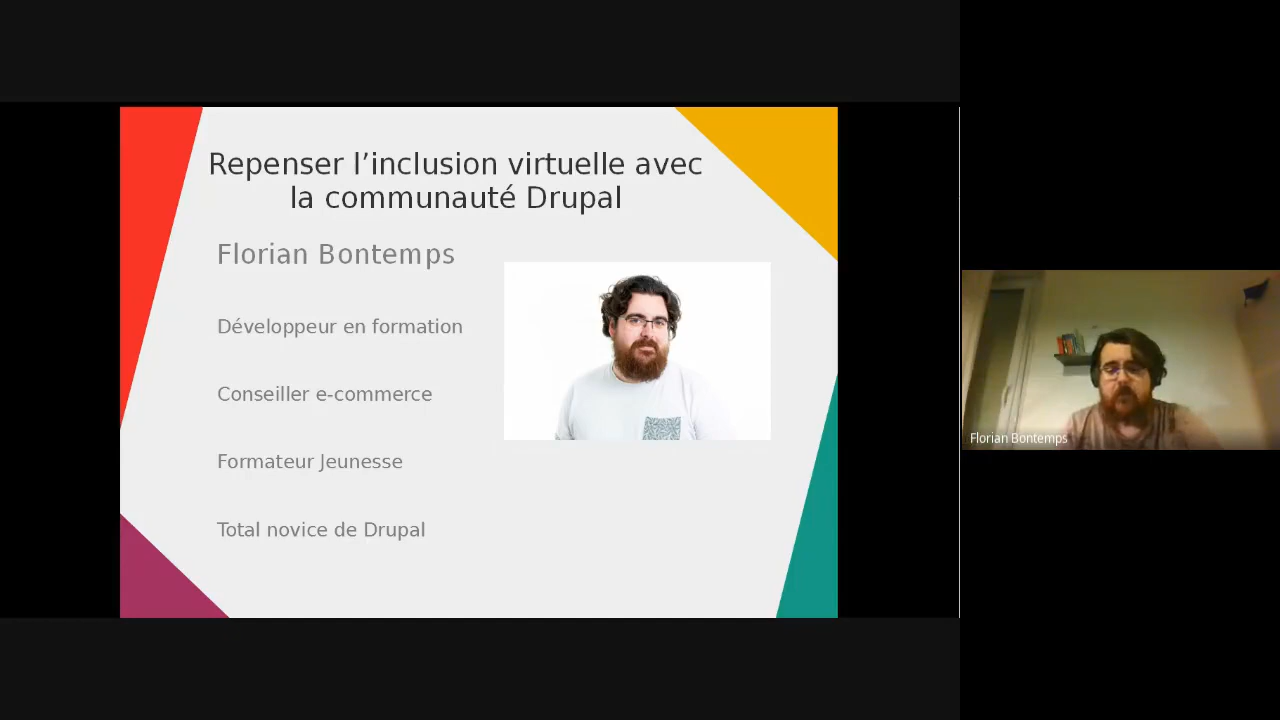 Repenser l’inclusion virtuelle avec
la communauté Drupal
Florian Bontemps
Développeur en formation
Conseiller e-commerce
Formateur Jeunesse
Total novice de Drupal
Florian Bontemps